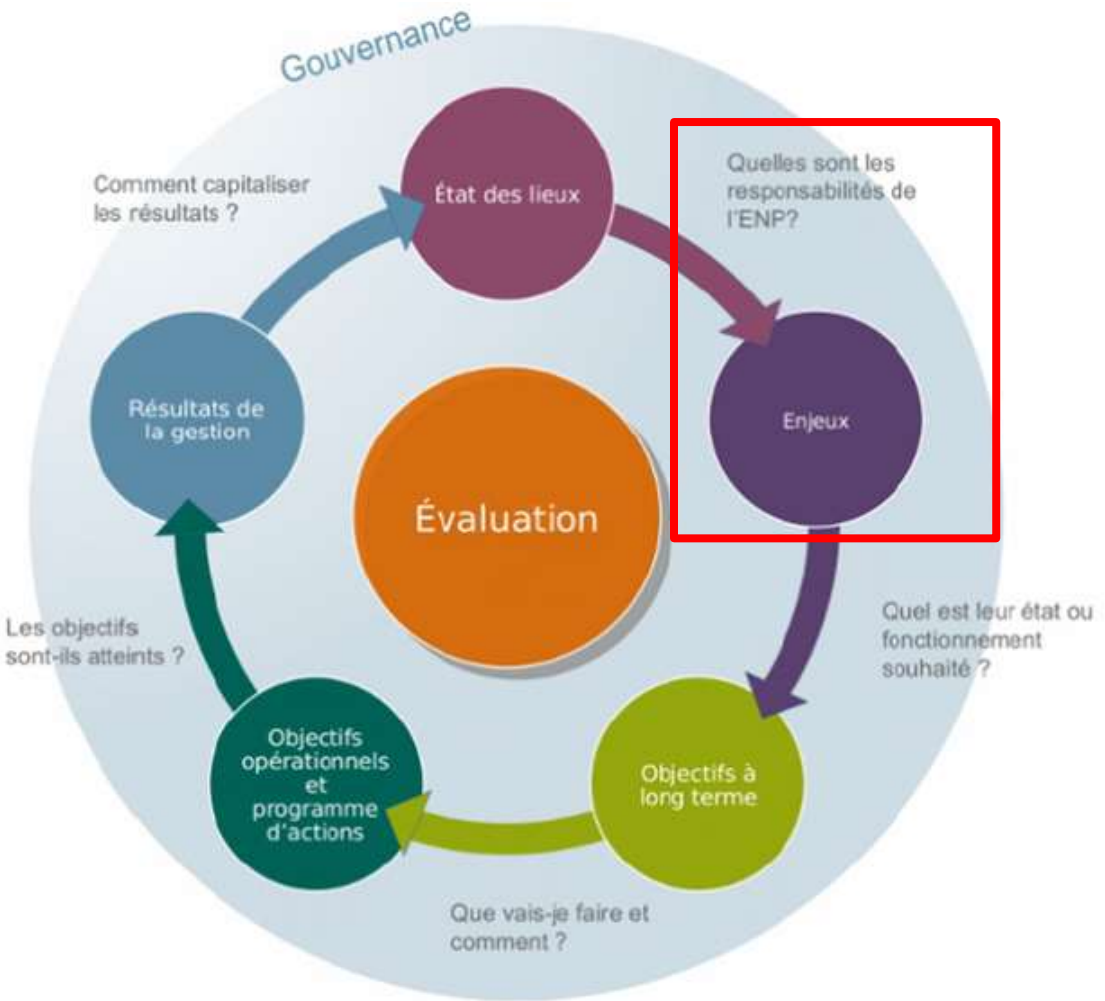 Gouvernance
État des lieux
Quelles sont les
responsabilités de
l'ENP?
Enjeux
Quel est leur état ou
fonctionnement
souhaité ?
Objectifs à
long terme
Que vais-je faire et
comment ?
Objectifs
opérationnels
et
programme
d'actions
Les objectifs
sont-ils atteints ?
Résultats de
la gestion
Comment capitaliser
les résultats ?
Évaluation